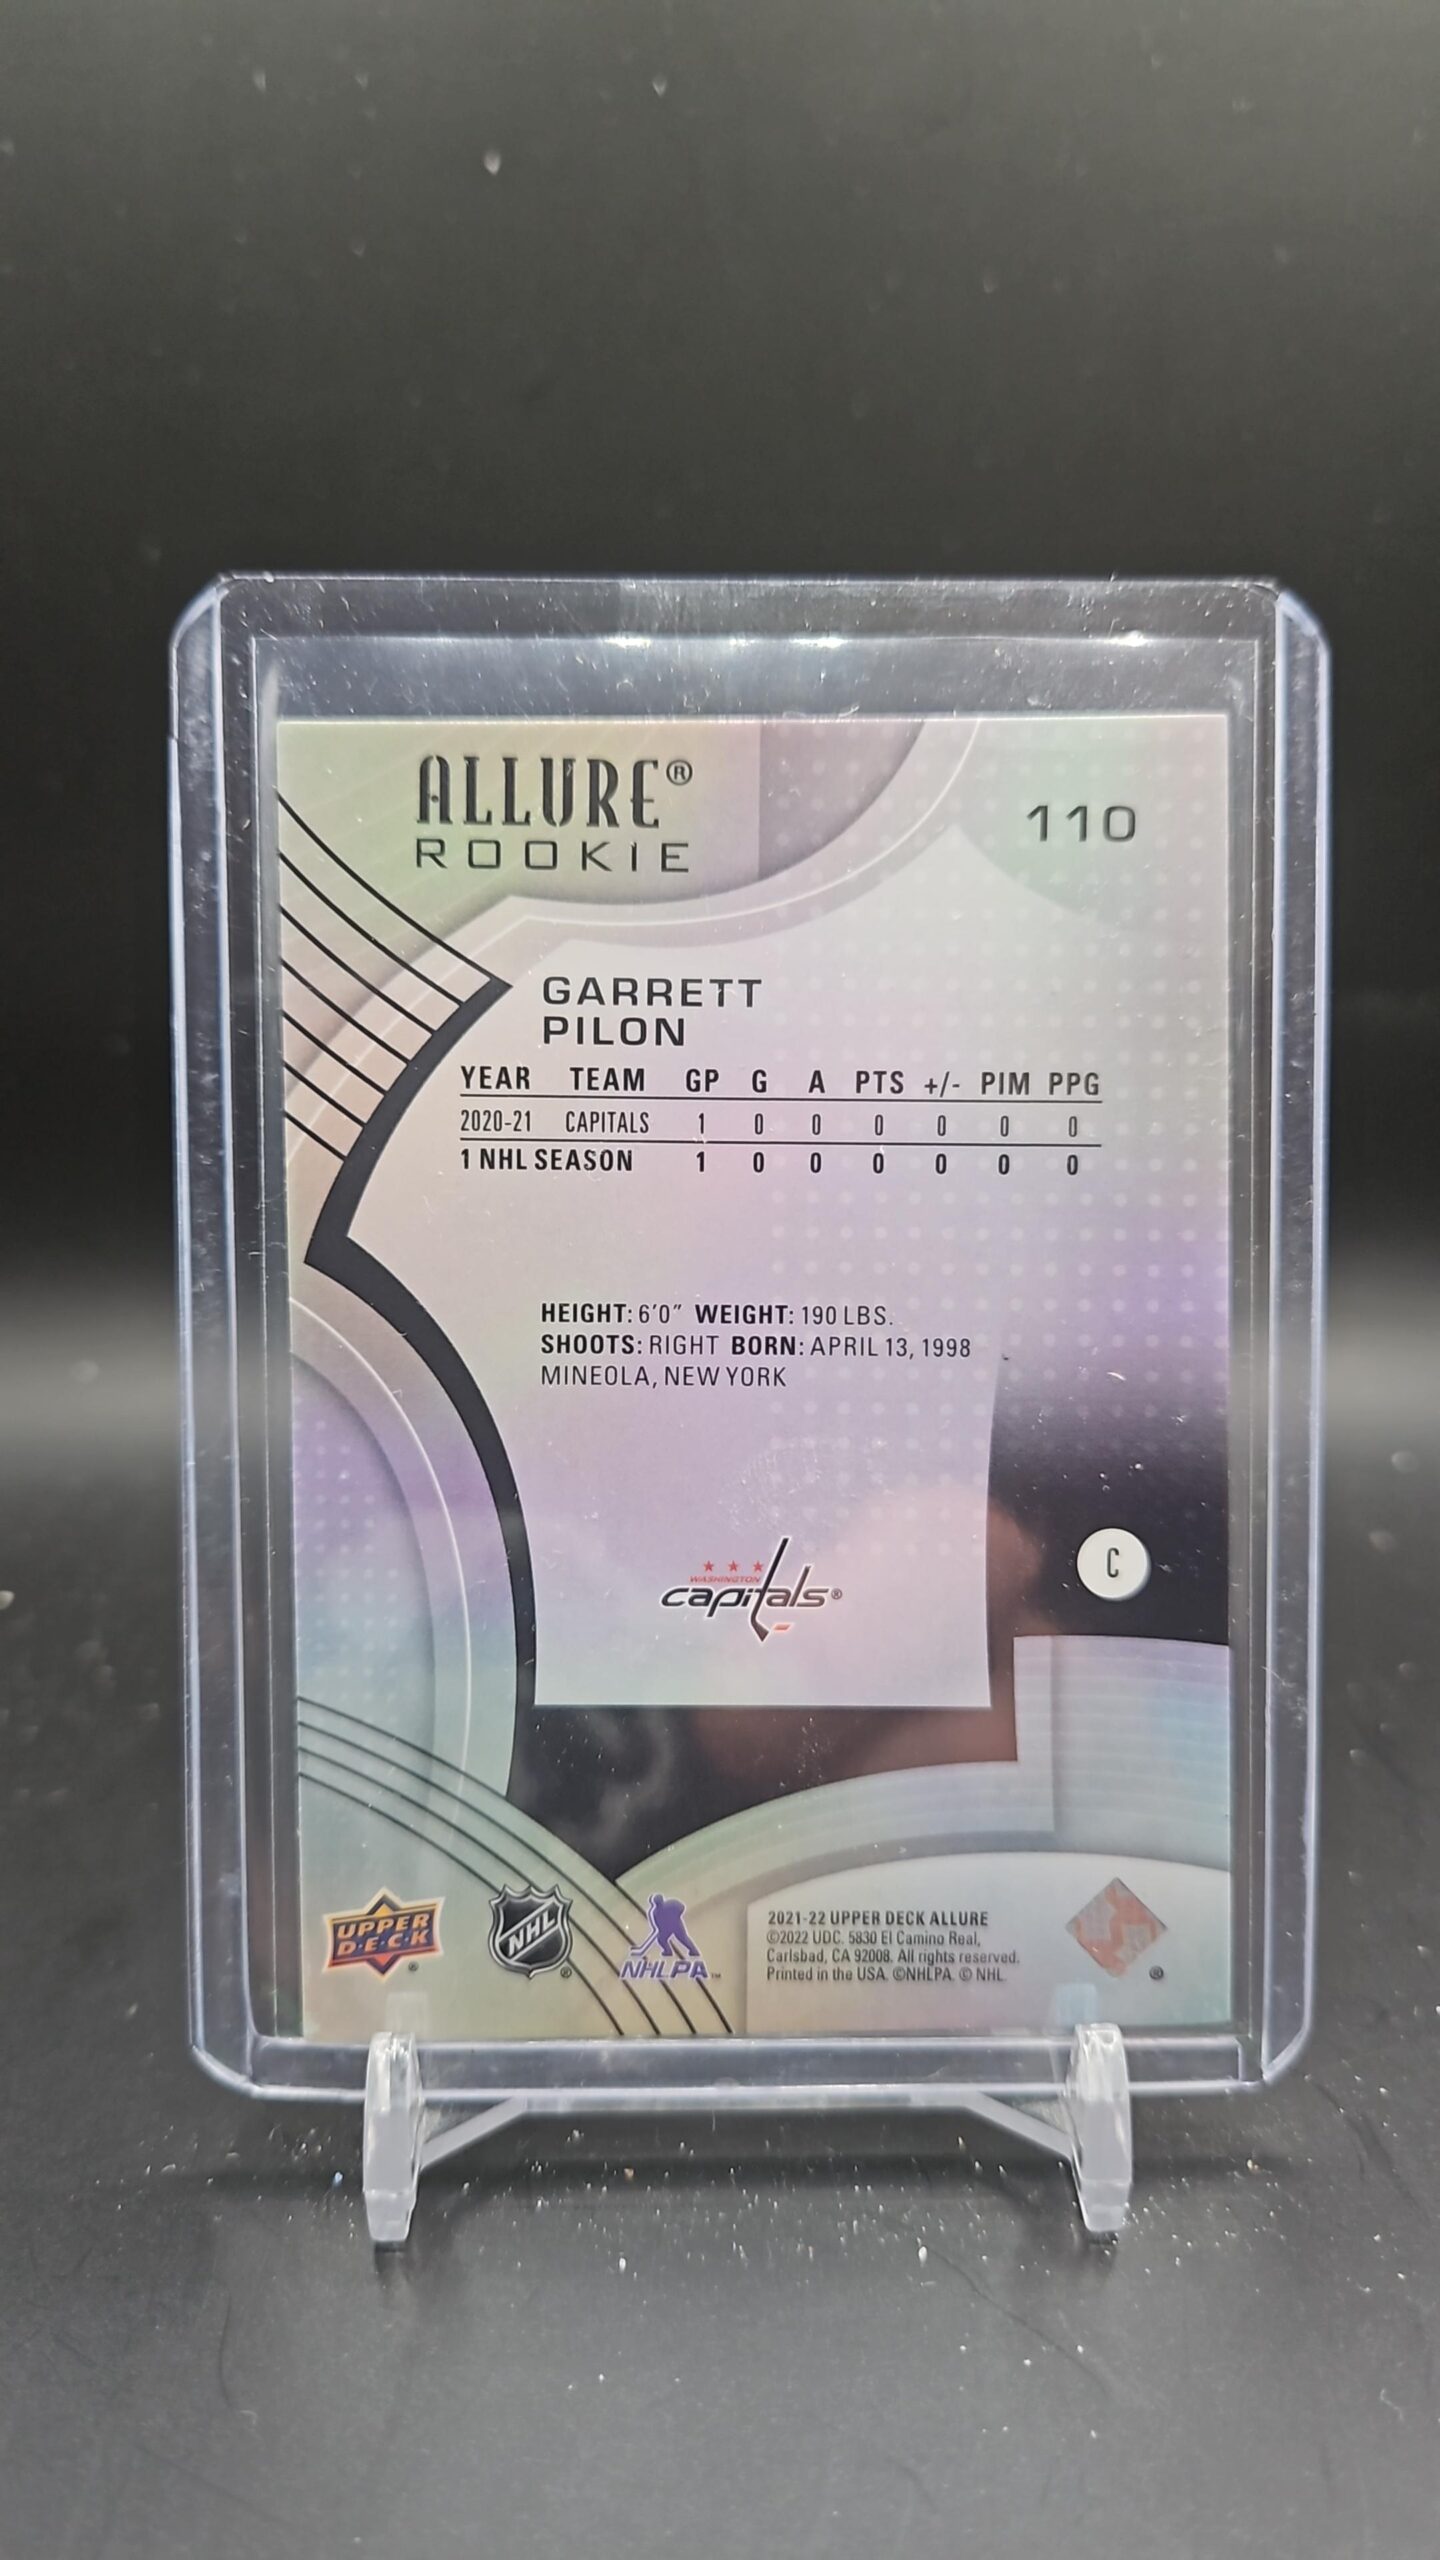 ALLURE®
ROOKIE
110
GARRETT
PILON
YEAR TEAM GP G A PTS +/- PIM PPG
2020-21 CAPITALS 1 0 0 0 0 0 0
1 NHL SEASON 1 0 0 0 0 0 0
HEIGHT: 6'0" WEIGHT: 190 LBS.
SHOOTS: RIGHT BORN: APRIL 13, 1998
MINEOLA, NEW YORK
C
WASHINGTON
capitals®
UPPER
D·E·C·K®
NHL®
NHLPA™
2021-22 UPPER DECK ALLURE
©2022 UDC. 5830 El Camino Real,
Carlsbad, CA 92008. All rights reserved.
Printed in the USA. ©NHLPA. © NHL.
®